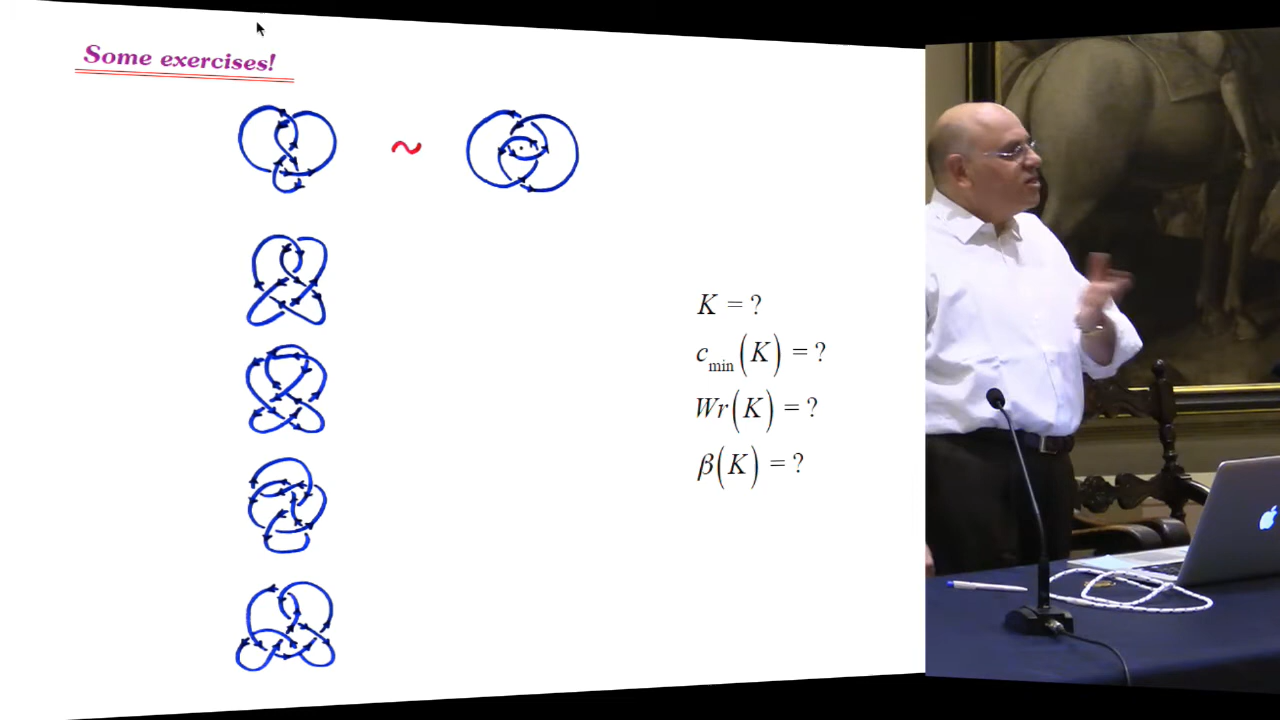 Some exercises!
~
K = ?
c_min(K) = ?
Wr(K) = ?
β(K) = ?